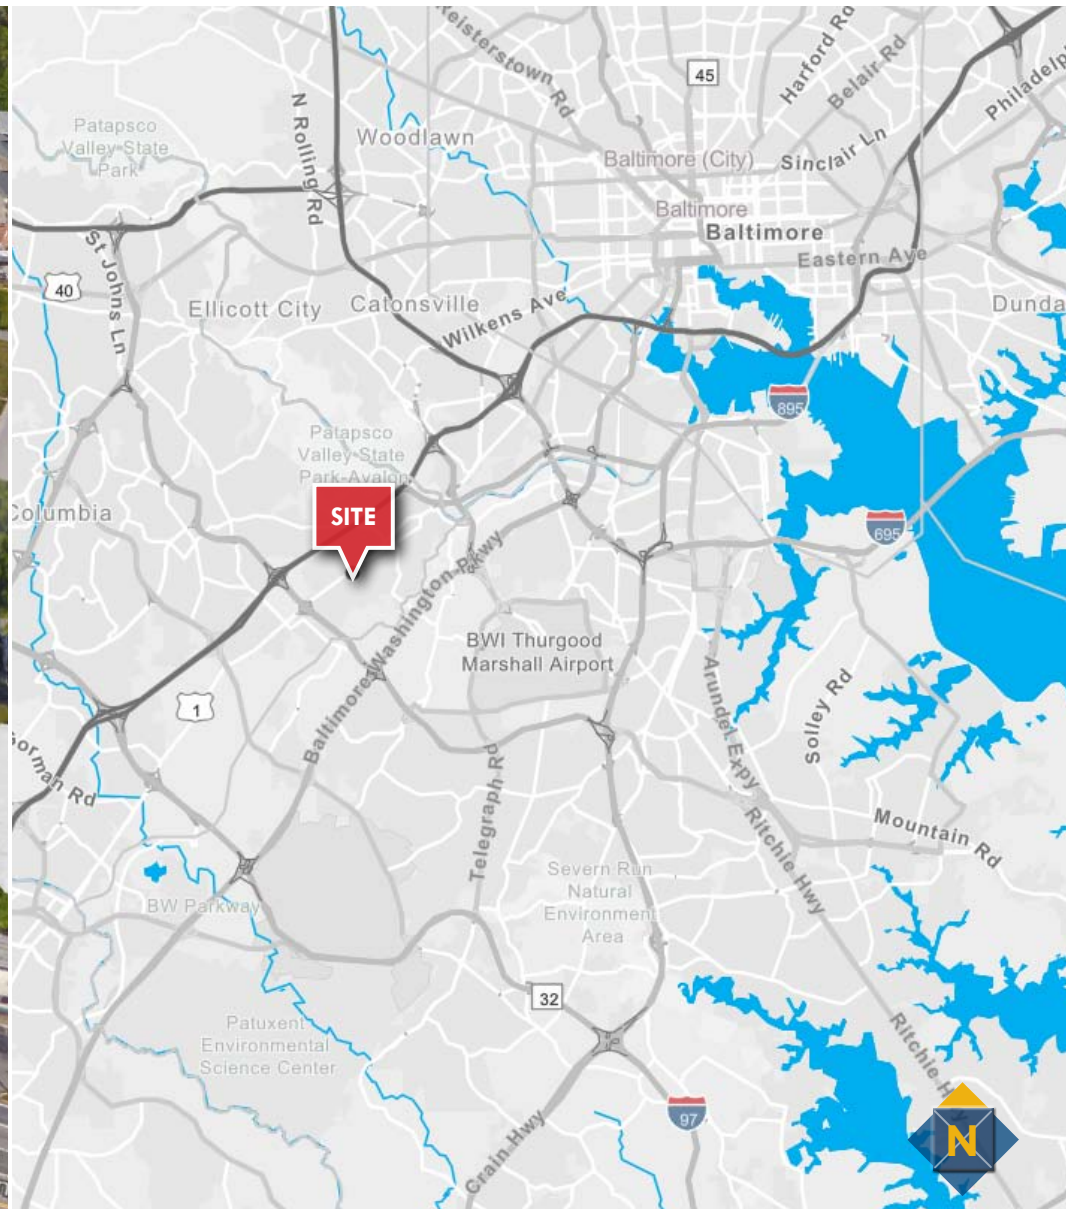 Reisterstown Rd
Harford Rd
Belair Rd
45
Patapsco
Valley State
Park
N Rolling Rd
Woodlawn
Baltimore (City)
Sinclair Ln
Baltimore
Baltimore
Eastern Ave
St Johns Ln
40
Ellicott City
Catonsville
Wilkens Ave
895
Patapsco
Valley State
Park-Avalon
SITE
Columbia
695
Baltimore Washington Pkwy
BWI Thurgood
Marshall Airport
1
Arundel Expy
Solley Rd
Gorman Rd
Telegraph Rd
Ritchie Hwy
Mountain Rd
Severn Run
Natural
Environment
Area
BW Parkway
32
Patuxent
Environmental
Science Center
Ritchie
97
Crain Hwy
N